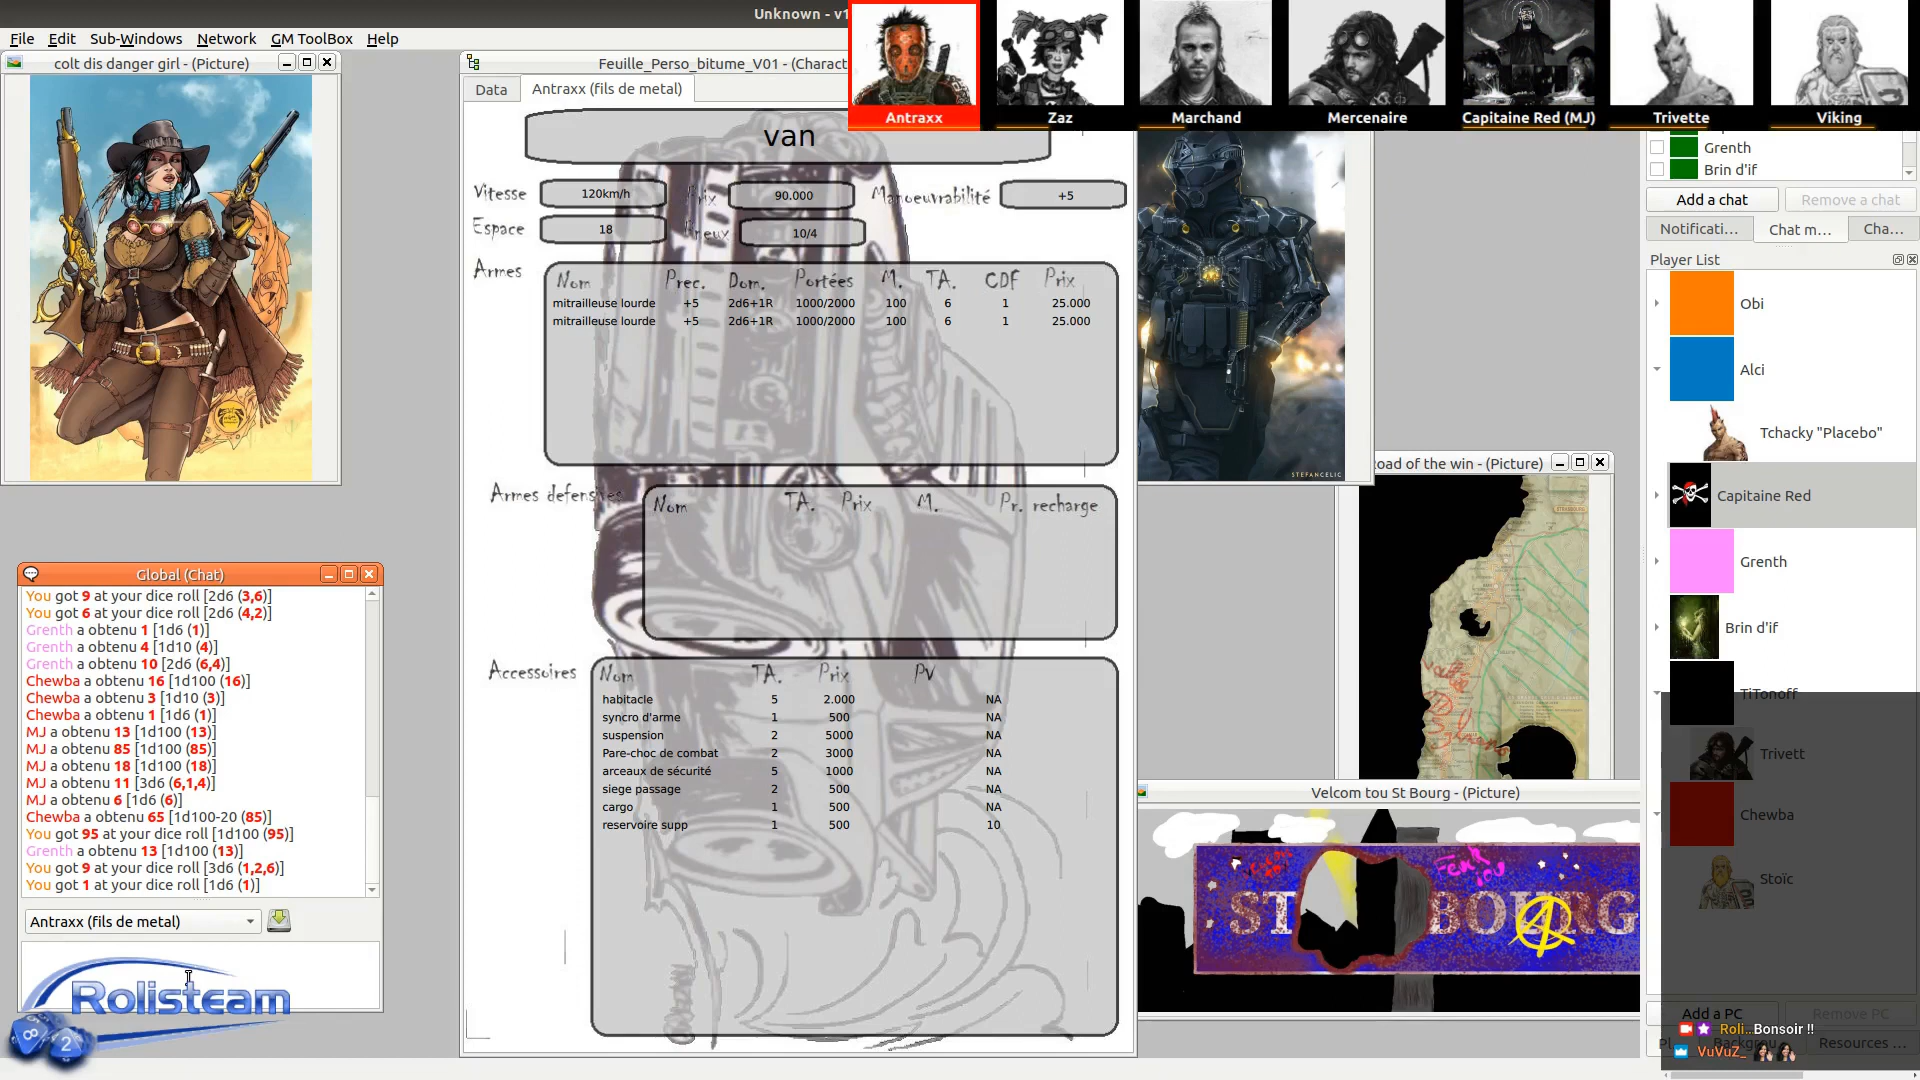 Unknown - v1
File Edit Sub-Windows Network GM ToolBox Help
Antraxx Zaz Marchand Mercenaire Capitaine Red (MJ) Trivette Viking
colt dis danger girl - (Picture)
Feuille_Perso_bitume_V01 - (Charact
Data Antraxx (fils de metal)
van
Vitesse 120km/h Prix 90.000 Manoeuvrabilité +5
Espace 18 10/4
Armes
Nom Prec. Dom. Portées M. TA. CDF Prix
mitrailleuse lourde +5 2d6+1R 1000/2000 100 6 1 25.000
mitrailleuse lourde +5 2d6+1R 1000/2000 100 6 1 25.000
Armes defensives
Nom TA. Prix M. Pr. recharge
Accessoires
Nom TA. Prix PV
habitacle 5 2.000 NA
syncro d'arme 1 500 NA
suspension 2 5000 NA
Pare-choc de combat 2 3000 NA
arceaux de sécurité 5 1000 NA
siege passage 2 500 NA
cargo 1 500 NA
reservoire supp 1 500 10
STEFANCELIC
oad of the win - (Picture)
STRASBOURG
Velcom tou St Bourg - (Picture)
FEAR
YOU
ST BOURG
Global (Chat)
You got 9 at your dice roll [2d6 (3,6)]
You got 6 at your dice roll [2d6 (4,2)]
Grenth a obtenu 1 [1d6 (1)]
Grenth a obtenu 4 [1d10 (4)]
Grenth a obtenu 10 [2d6 (6,4)]
Chewba a obtenu 16 [1d100 (16)]
Chewba a obtenu 3 [1d10 (3)]
Chewba a obtenu 1 [1d6 (1)]
MJ a obtenu 13 [1d100 (13)]
MJ a obtenu 85 [1d100 (85)]
MJ a obtenu 18 [1d100 (18)]
MJ a obtenu 11 [3d6 (6,1,4)]
MJ a obtenu 6 [1d6 (6)]
Chewba a obtenu 65 [1d100-20 (85)]
You got 95 at your dice roll [1d100 (95)]
Grenth a obtenu 13 [1d100 (13)]
You got 9 at your dice roll [3d6 (1,2,6)]
You got 1 at your dice roll [1d6 (1)]
Antraxx (fils de metal)
Rolisteam
8 2
Grenth
Brin d'if
Add a chat Remove a chat
Notificati... Chat m... Cha...
Player List
Obi
Alci
Tchacky "Placebo"
Capitaine Red
Grenth
Brin d'if
TiTonoff
Trivett
Chewba
Stoïc
Add a PC Remove PC
Resources ...
Roli...Bonsoir !!
VuVuZ_